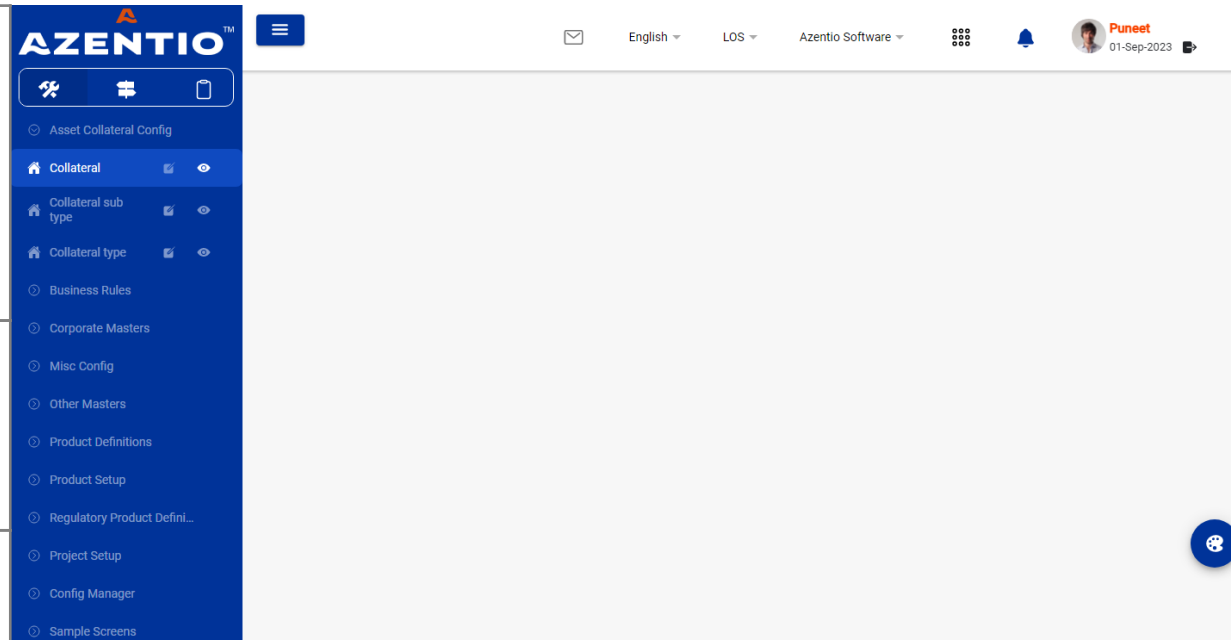 AZENTIO™
English
LOS
Azentio Software
Puneet
01-Sep-2023
Asset Collateral Config
Collateral
Collateral sub
type
Collateral type
Business Rules
Corporate Masters
Misc Config
Other Masters
Product Definitions
Product Setup
Regulatory Product Defini...
Project Setup
Config Manager
Sample Screens